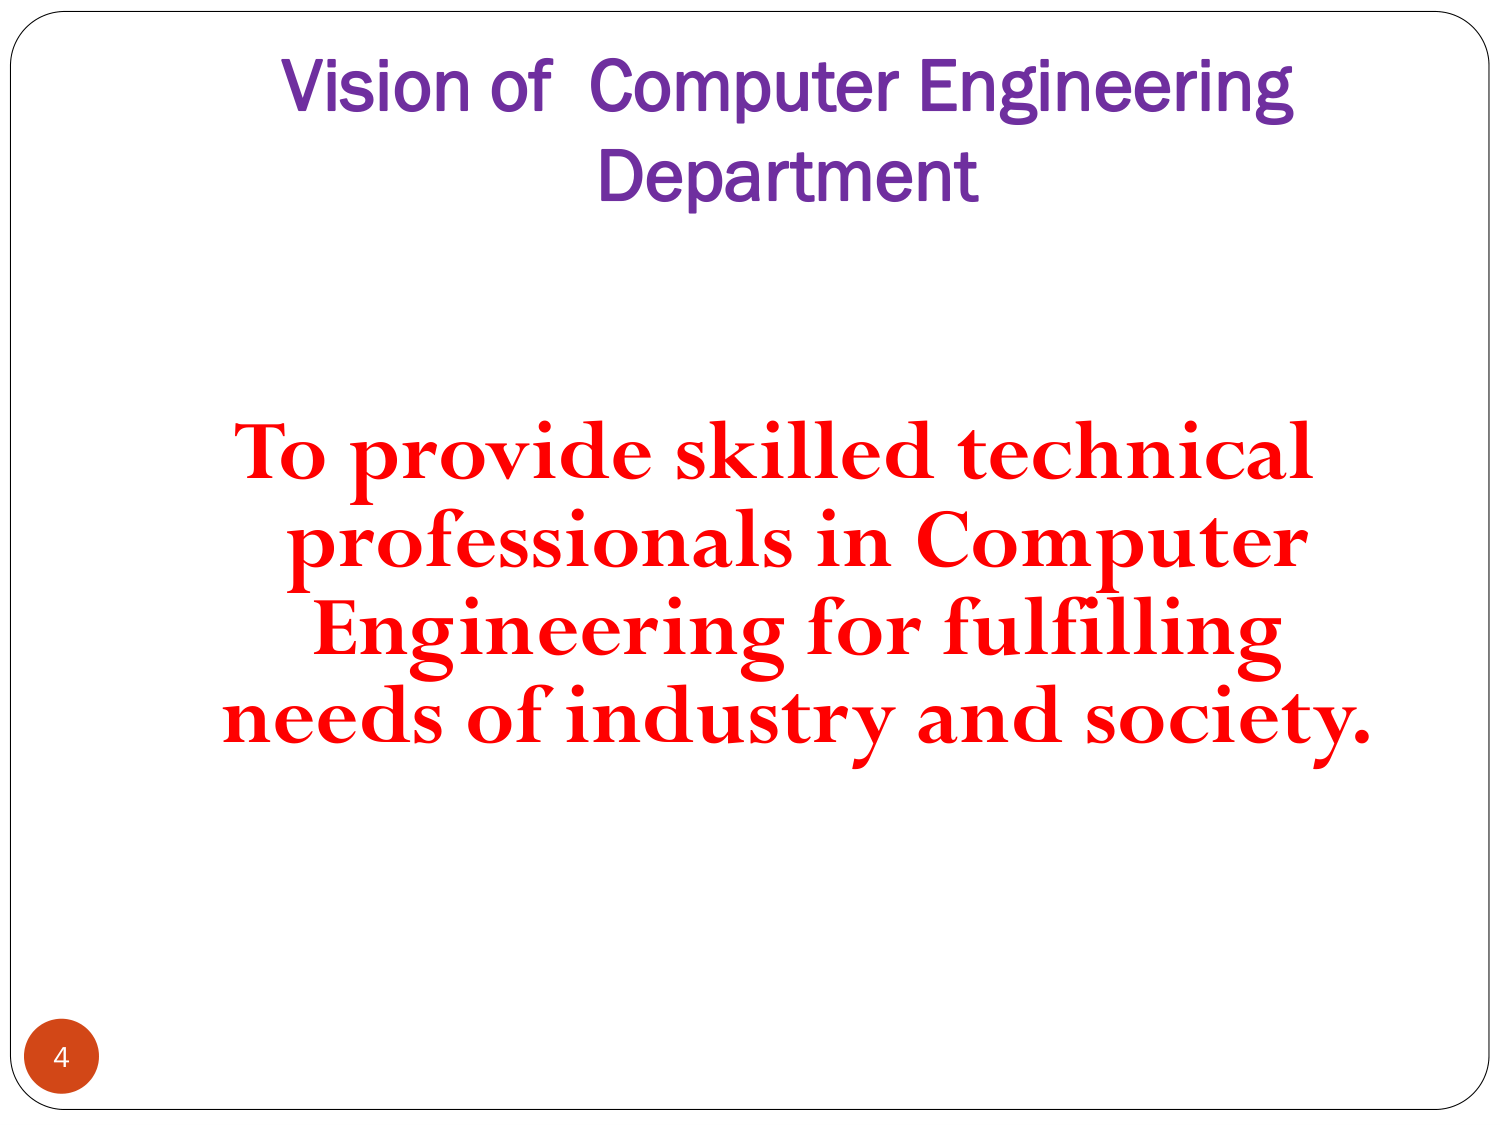 Vision of  Computer Engineering
Department
To provide skilled technical
professionals in Computer
Engineering for fulfilling
needs of industry and society.
4